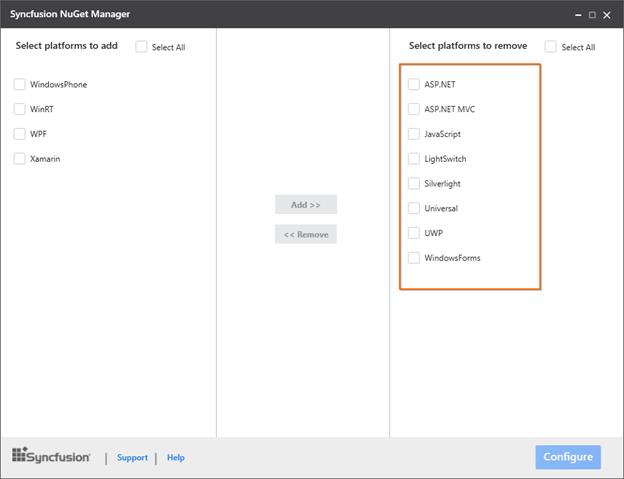 Syncfusion NuGet Manager
Select platforms to add Select All
WindowsPhone
WinRT
WPF
Xamarin
Add >>
<< Remove
Select platforms to remove Select All
ASP.NET
ASP.NET MVC
JavaScript
LightSwitch
Silverlight
Universal
UWP
WindowsForms
Syncfusion | Support | Help Configure